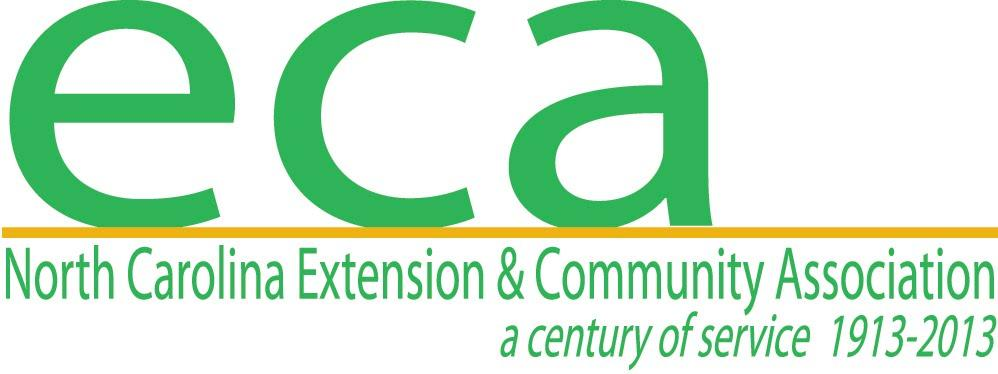 eca
North Carolina Extension & Community Association
a century of service 1913-2013